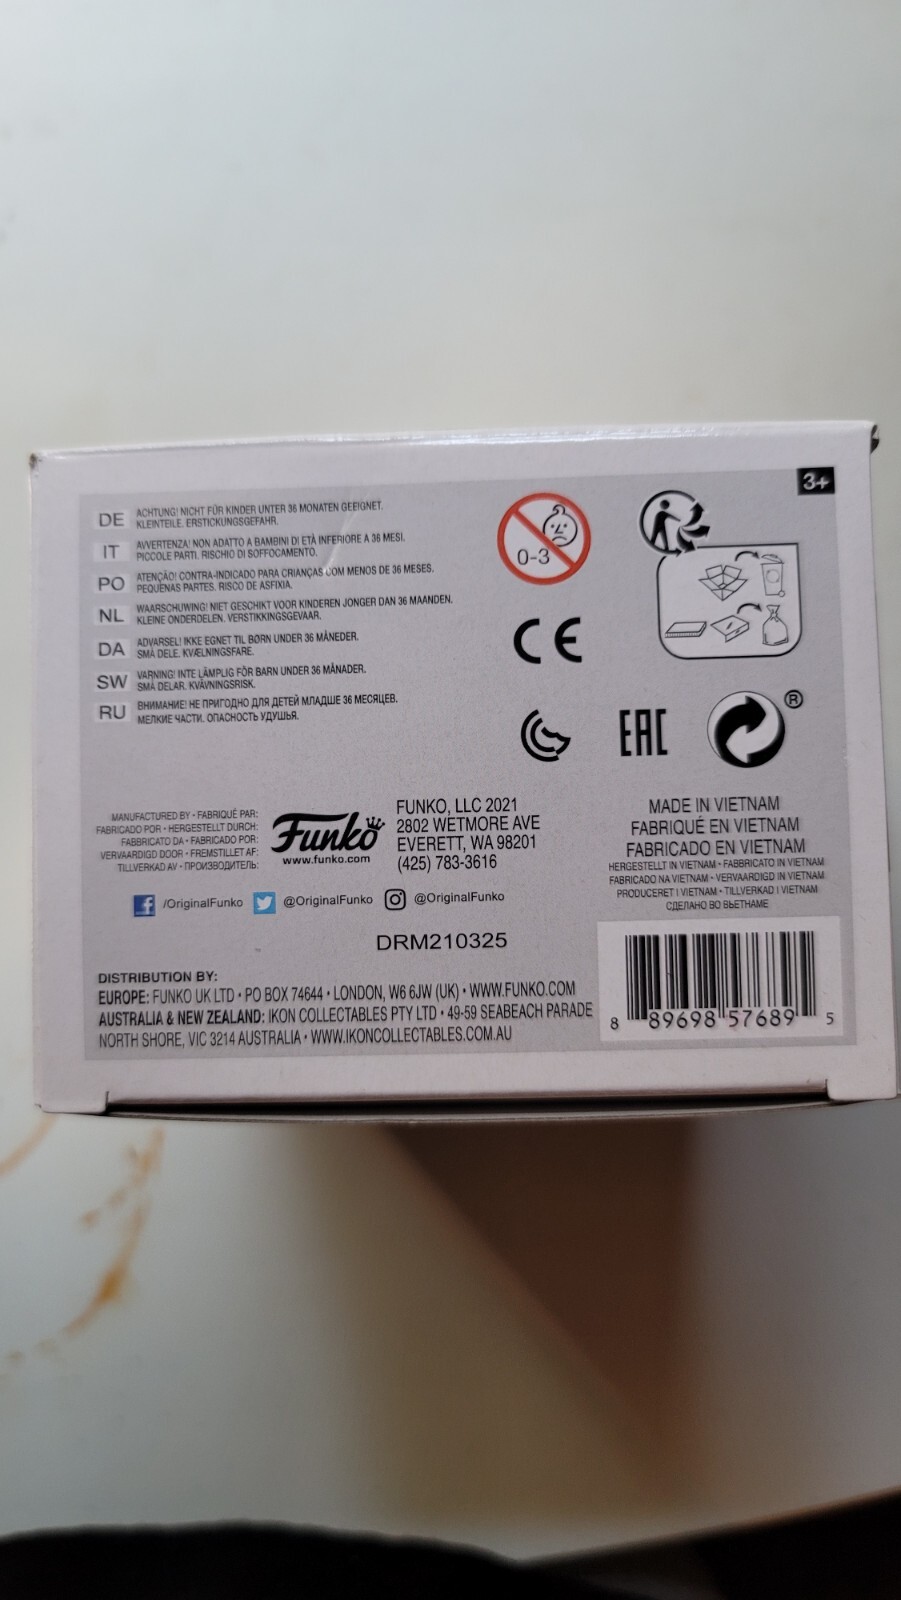 3+
DE ACHTUNG! NICHT FÜR KINDER UNTER 36 MONATEN GEEIGNET.
KLEINTEILE. ERSTICKUNGSGEFAHR.
IT AVVERTENZA! NON ADATTO A BAMBINI DI ETÀ INFERIORE A 36 MESI.
PICCOLE PARTI. RISCHIO DI SOFFOCAMENTO.
PO ATENÇÃO! CONTRA-INDICADO PARA CRIANÇAS COM MENOS DE 36 MESES.
PEQUENAS PARTES. RISCO DE ASFIXIA.
NL WAARSCHUWING! NIET GESCHIKT VOOR KINDEREN JONGER DAN 36 MAANDEN.
KLEINE ONDERDELEN. VERSTIKKINGSGEVAAR.
DA ADVARSEL! IKKE EGNET TIL BØRN UNDER 36 MÅNEDER.
SMÅ DELE. KVÆLNINGSFARE.
SW VARNING! INTE LÄMPLIG FÖR BARN UNDER 36 MÅNADER.
SMÅ DELAR. KVÄVNINGSRISK.
RU ВНИМАНИЕ! НЕ ПРИГОДНО ДЛЯ ДЕТЕЙ МЛАДШЕ 36 МЕСЯЦЕВ.
МЕЛКИЕ ЧАСТИ. ОПАСНОСТЬ УДУШЬЯ.
0-3
CE
EAC
®
MANUFACTURED BY • FABRIQUÉ PAR:
FABRICADO POR • HERGESTELLT DURCH:
FABBRICATO DA • FABRICADO POR:
VERVAARDIGD DOOR • FREMSTILLET AF:
TILLVERKAD AV • ПРОИЗВОДИТЕЛЬ:
Funko
www.funko.com
FUNKO, LLC 2021
2802 WETMORE AVE
EVERETT, WA 98201
(425) 783-3616
MADE IN VIETNAM
FABRIQUÉ EN VIETNAM
FABRICADO EN VIETNAM
HERGESTELLT IN VIETNAM • FABBRICATO IN VIETNAM
FABRICADO NA VIETNAM • VERVAARDIGD IN VIETNAM
PRODUCERET I VIETNAM • TILLVERKAD I VIETNAM
СДЕЛАНО ВО ВЬЕТНАМЕ
/OriginalFunko @OriginalFunko @OriginalFunko
DRM210325
DISTRIBUTION BY:
EUROPE: FUNKO UK LTD • PO BOX 74644 • LONDON, W6 6JW (UK) • WWW.FUNKO.COM
AUSTRALIA & NEW ZEALAND: IKON COLLECTABLES PTY LTD • 49-59 SEABEACH PARADE
NORTH SHORE, VIC 3214 AUSTRALIA • WWW.IKONCOLLECTABLES.COM.AU
8 89698 57689 5